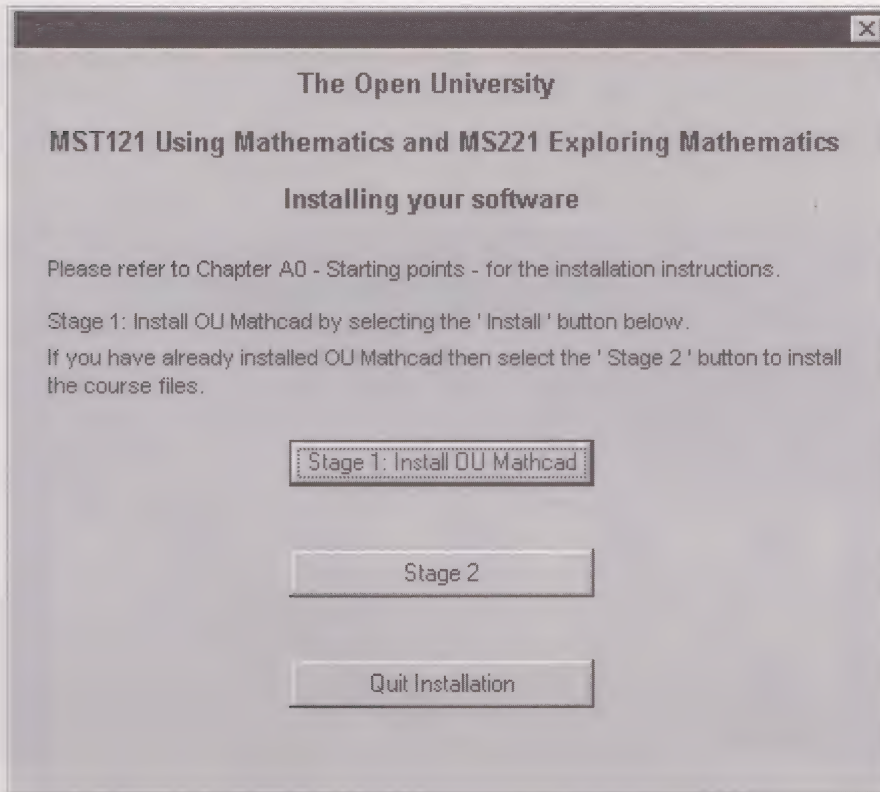 The Open University
MST121 Using Mathematics and MS221 Exploring Mathematics
Installing your software
Please refer to Chapter A0 - Starting points - for the installation instructions.
Stage 1: Install OU Mathcad by selecting the ' Install ' button below.
If you have already installed OU Mathcad then select the ' Stage 2 ' button to install
the course files.
Stage 1: Install OU Mathcad
Stage 2
Quit Installation